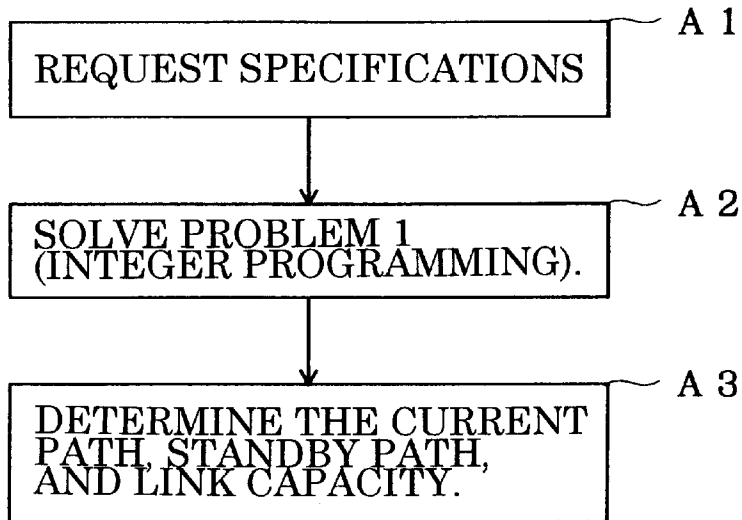 A 1
REQUEST SPECIFICATIONS
A 2
SOLVE PROBLEM 1
(INTEGER PROGRAMMING).
A 3
DETERMINE THE CURRENT
PATH, STANDBY PATH,
AND LINK CAPACITY.